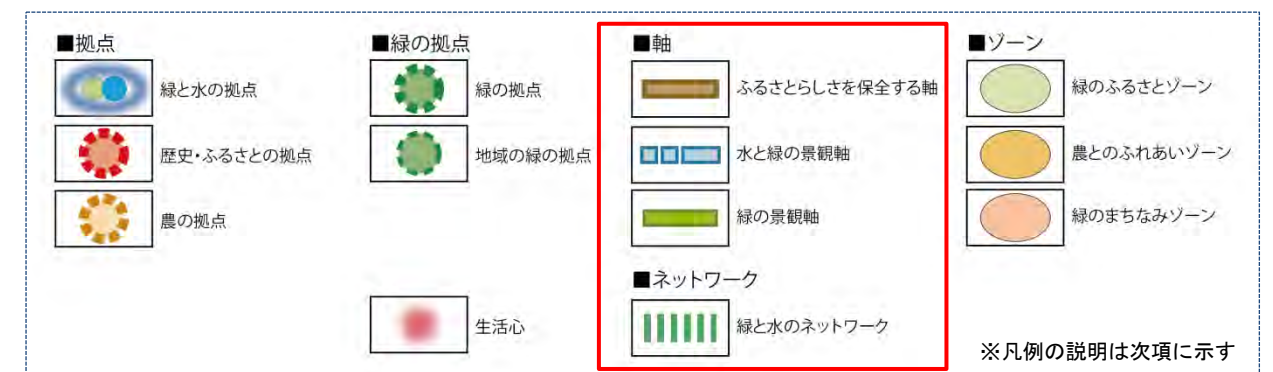 ■拠点
緑と水の拠点
歴史・ふるさとの拠点
農の拠点
■緑の拠点
緑の拠点
地域の緑の拠点
生活心
■軸
ふるさとらしさを保全する軸
水と緑の景観軸
緑の景観軸
■ネットワーク
緑と水のネットワーク
■ゾーン
緑のふるさとゾーン
農とのふれあいゾーン
緑のまちなみゾーン
※凡例の説明は次項に示す